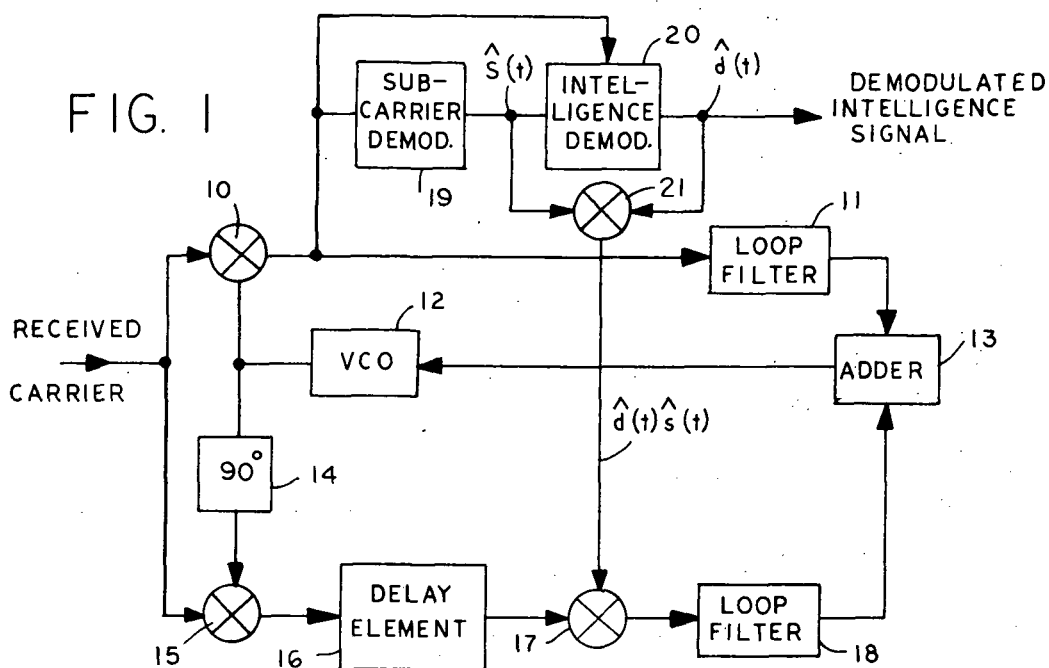 FIG. 1
SUB-
CARRIER
DEMOD.
19
ŝ(t)
20
INTEL-
LIGENCE
DEMOD.
d̂(t)
DEMODULATED
INTELLIGENCE
SIGNAL
21
10
11
LOOP
FILTER
RECEIVED
CARRIER
12
VCO
13
ADDER
d̂(t)ŝ(t)
90°
14
15
DELAY
ELEMENT
16
17
LOOP
FILTER
18